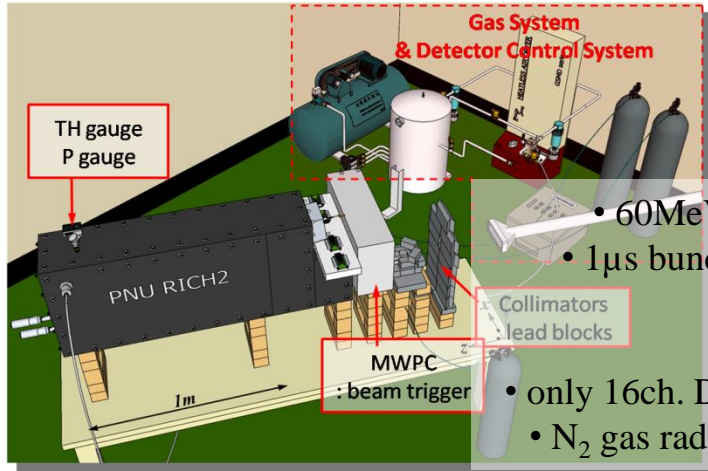 Gas System
& Detector Control System
TH gauge
P gauge
PNU RICH2
1m
MWPC
: beam trigger
x
z
Collimators
: lead blocks
• 60MeV
• 1μs bunc
• only 16ch. D
• N₂ gas rad